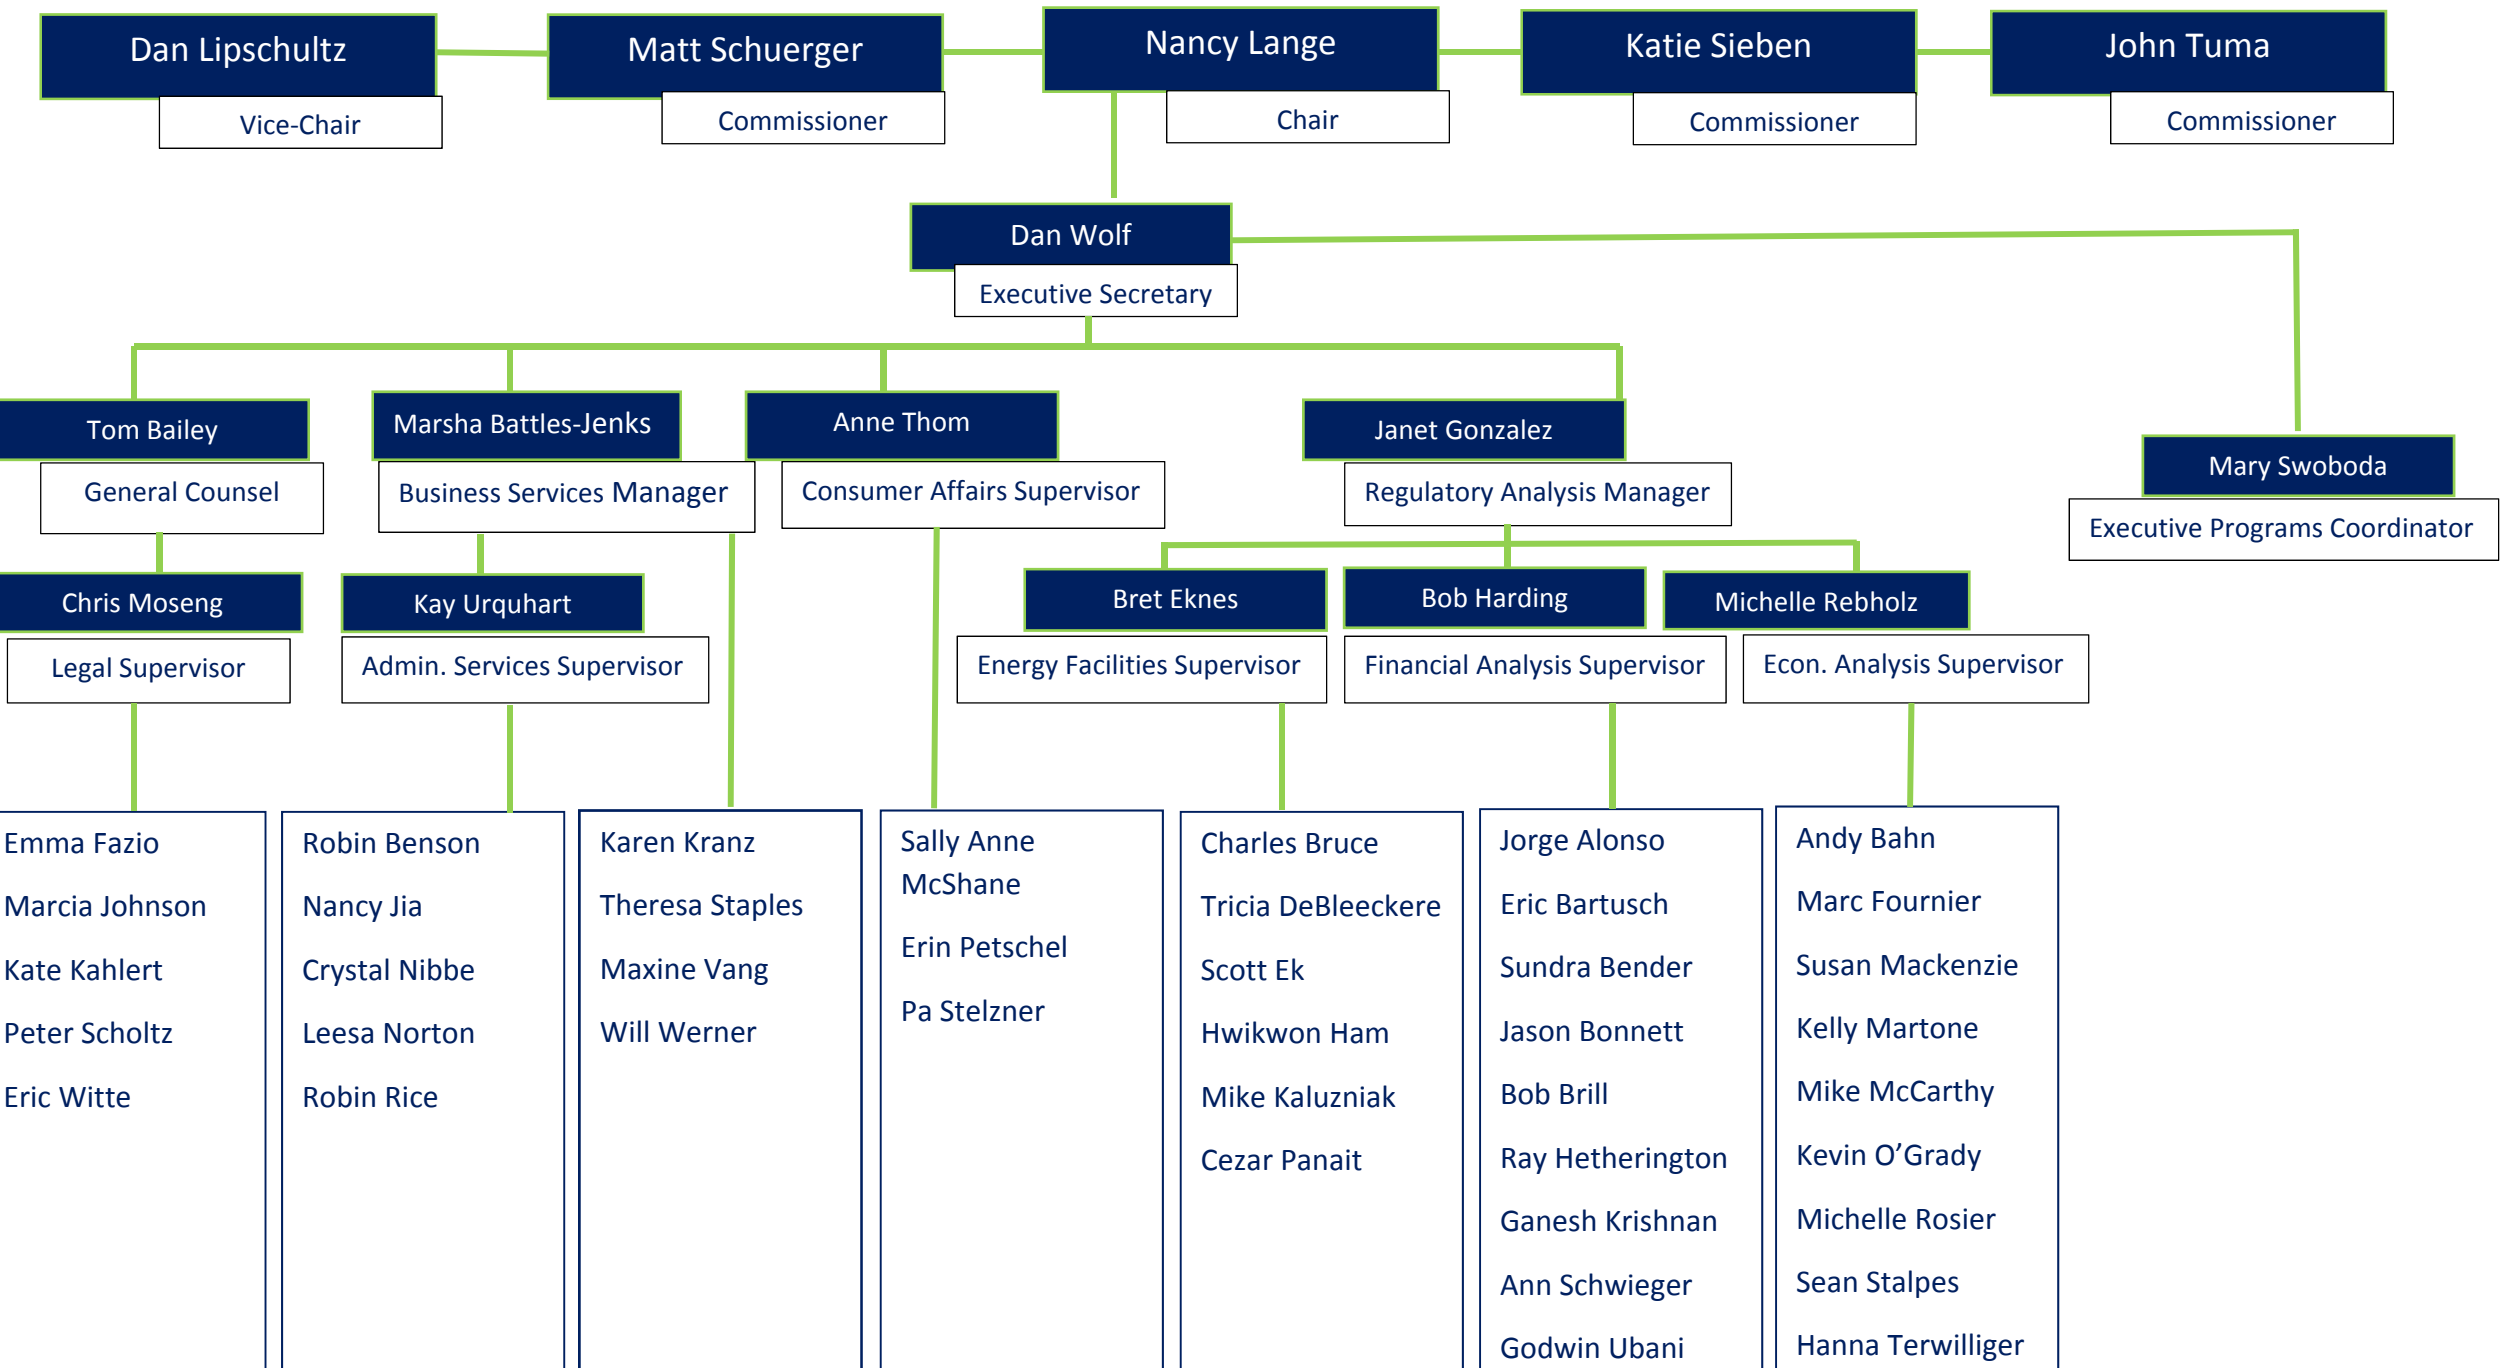 Dan Lipschultz
Vice-Chair
Matt Schuerger
Commissioner
Nancy Lange
Chair
Katie Sieben
Commissioner
John Tuma
Commissioner
Dan Wolf
Executive Secretary
Tom Bailey
General Counsel
Marsha Battles-Jenks
Business Services Manager
Anne Thom
Consumer Affairs Supervisor
Janet Gonzalez
Regulatory Analysis Manager
Mary Swoboda
Executive Programs Coordinator
Chris Moseng
Legal Supervisor
Kay Urquhart
Admin. Services Supervisor
Bret Eknes
Energy Facilities Supervisor
Bob Harding
Financial Analysis Supervisor
Michelle Rebholz
Econ. Analysis Supervisor
Emma Fazio
Marcia Johnson
Kate Kahlert
Peter Scholtz
Eric Witte
Robin Benson
Nancy Jia
Crystal Nibbe
Leesa Norton
Robin Rice
Karen Kranz
Theresa Staples
Maxine Vang
Will Werner
Sally Anne
McShane
Erin Petschel
Pa Stelzner
Charles Bruce
Tricia DeBleeckere
Scott Ek
Hwikwon Ham
Mike Kaluzniak
Cezar Panait
Jorge Alonso
Eric Bartusch
Sundra Bender
Jason Bonnett
Bob Brill
Ray Hetherington
Ganesh Krishnan
Ann Schwieger
Godwin Ubani
Andy Bahn
Marc Fournier
Susan Mackenzie
Kelly Martone
Mike McCarthy
Kevin O’Grady
Michelle Rosier
Sean Stalpes
Hanna Terwilliger